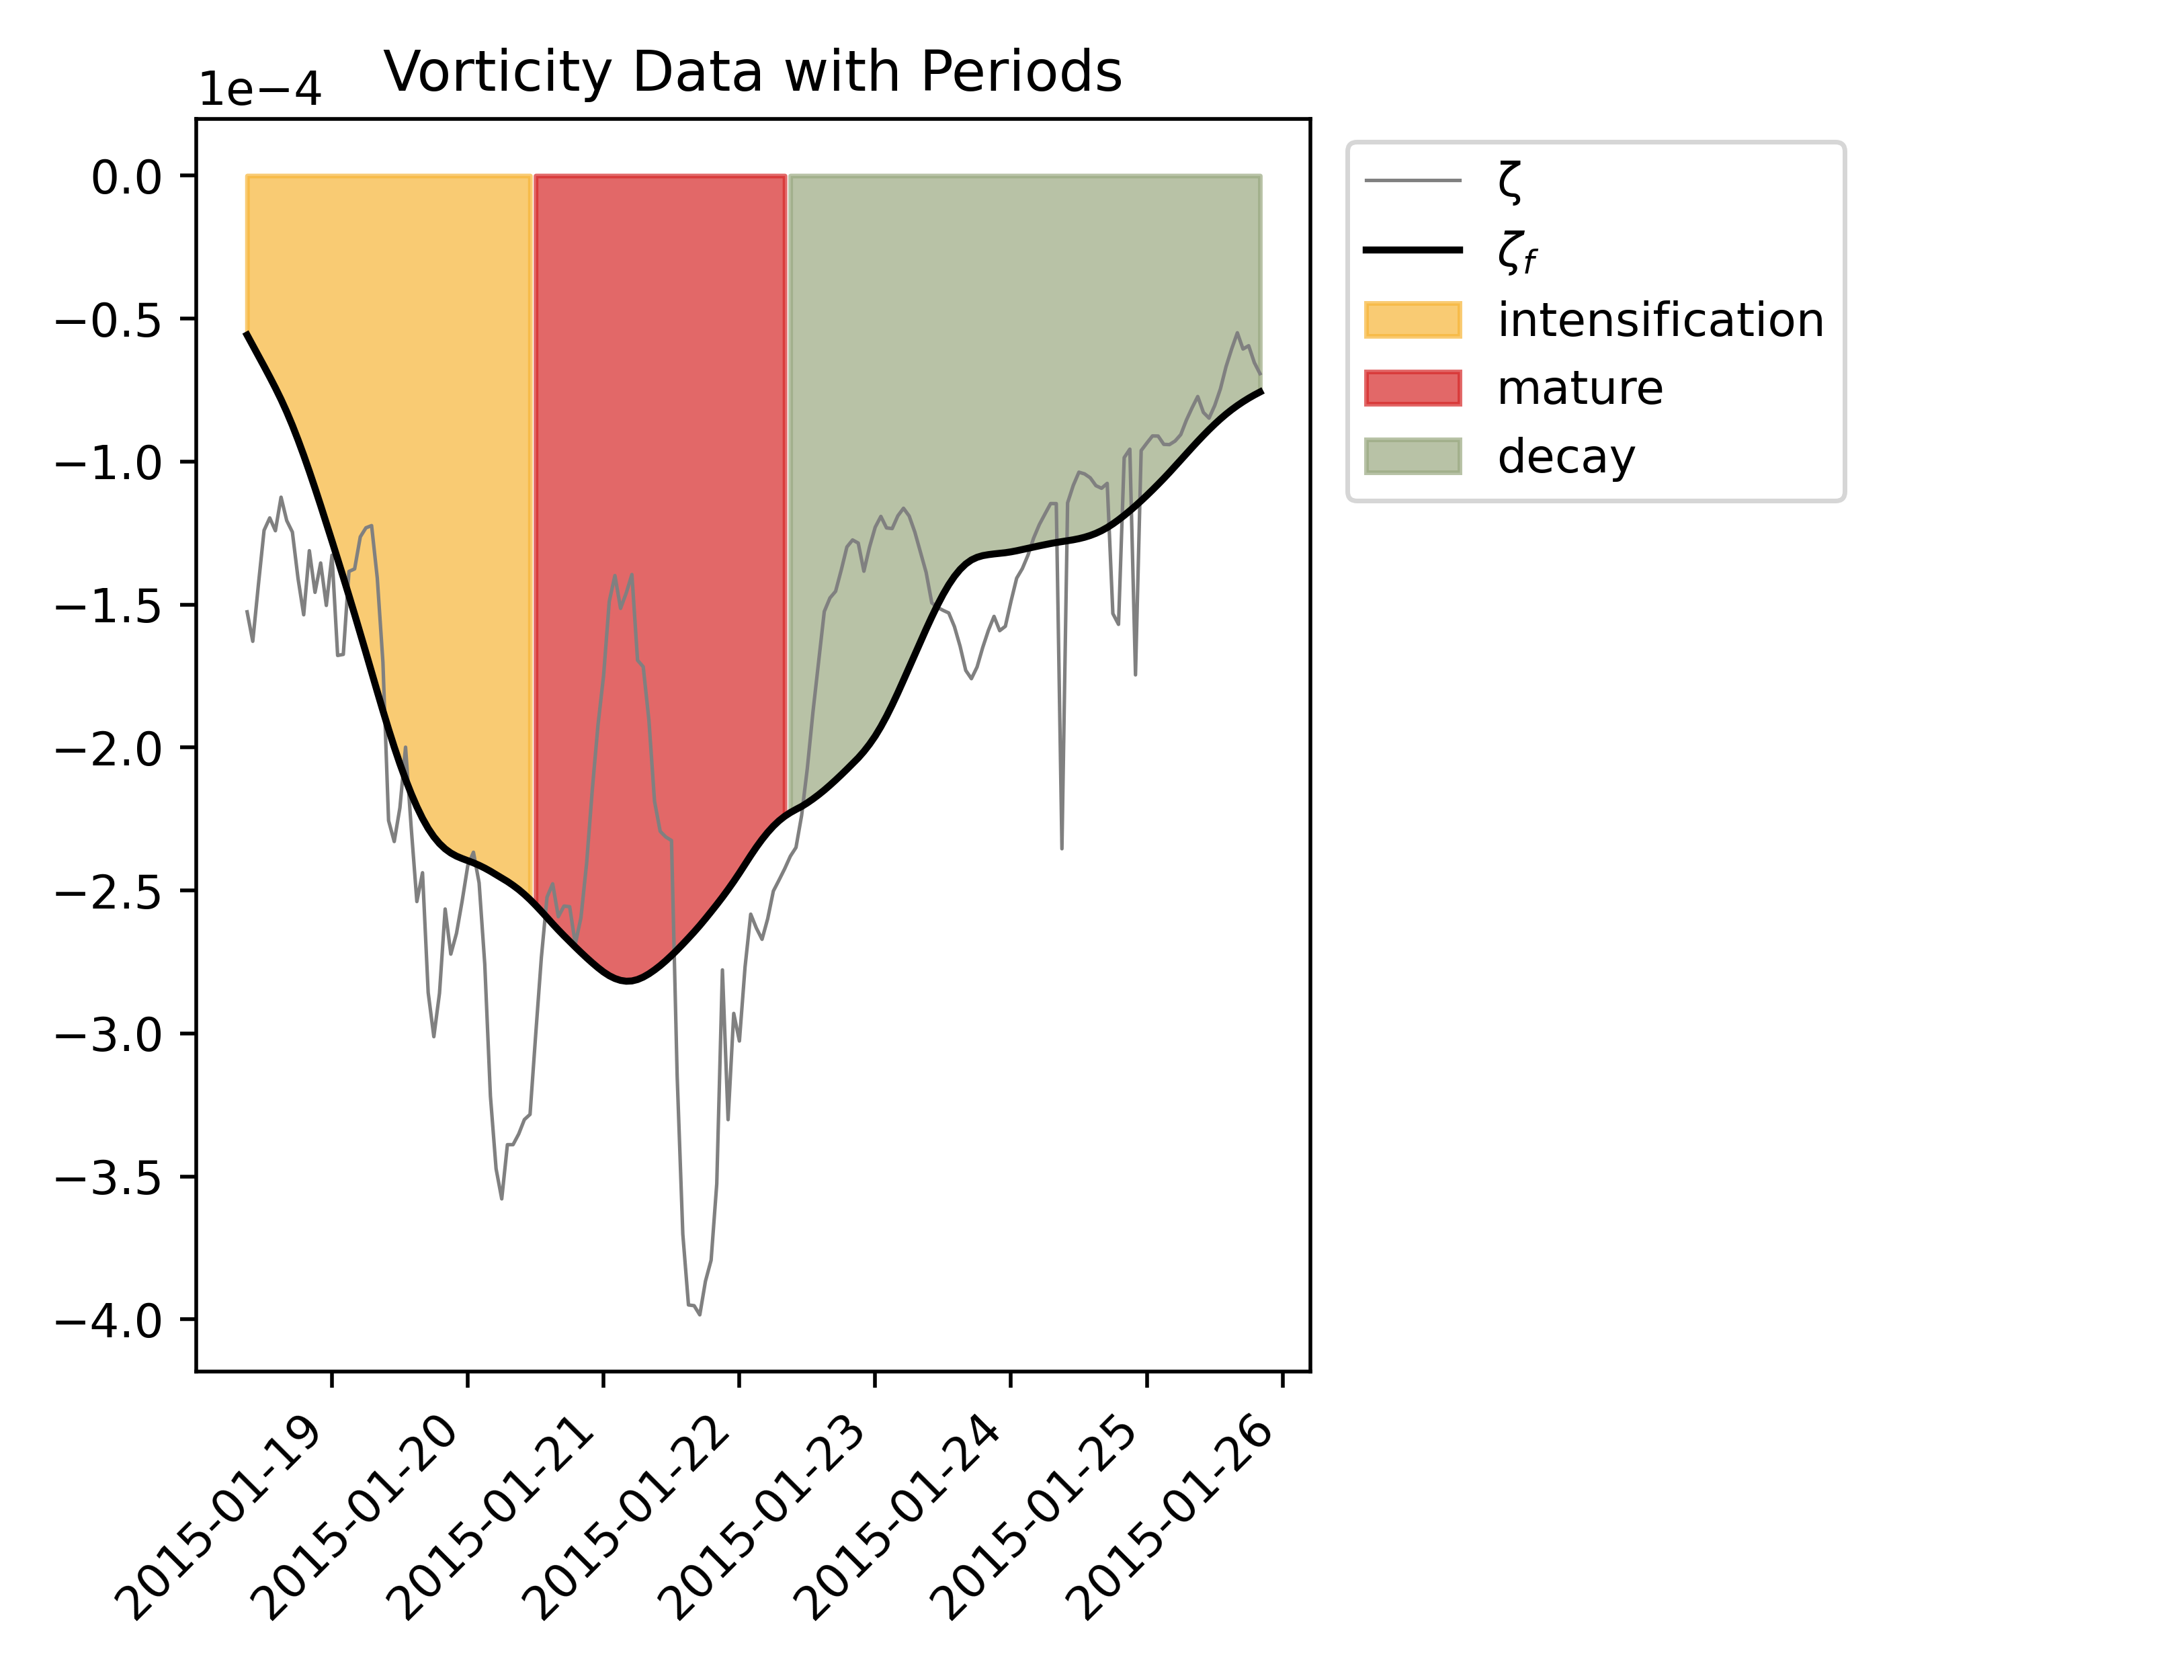 Vorticity Data with Periods
1e−4
0.0
−0.5
−1.0
−1.5
−2.0
−2.5
−3.0
−3.5
−4.0
2015-01-19
2015-01-20
2015-01-21
2015-01-22
2015-01-23
2015-01-24
2015-01-25
2015-01-26
ζ
ζf
intensification
mature
decay